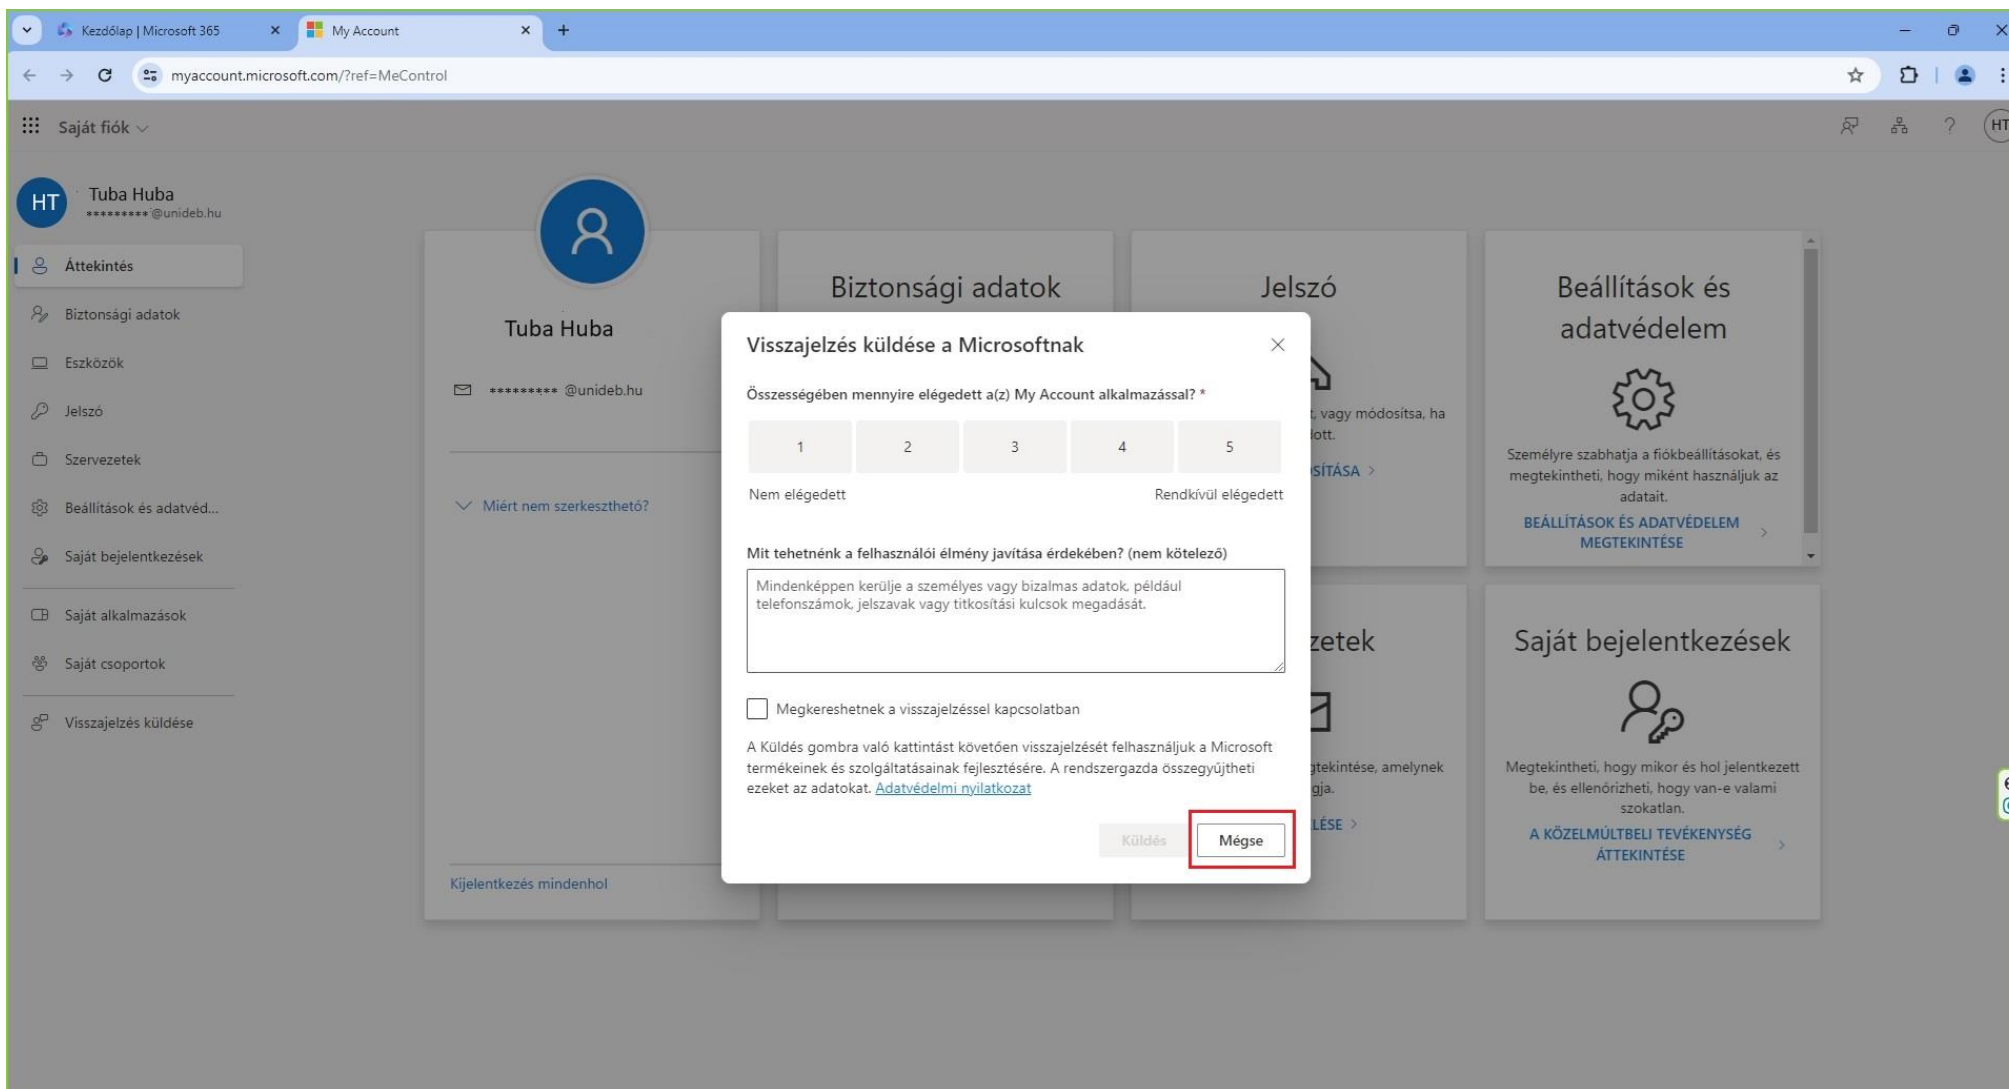 Kezdőlap | Microsoft 365
My Account
myaccount.microsoft.com/?ref=MeControl
Saját fiók
HT
HT
Tuba Huba
********* @unideb.hu
Áttekintés
Biztonsági adatok
Eszközök
Jelszó
Szervezetek
Beállítások és adatvéd...
Saját bejelentkezések
Saját alkalmazások
Saját csoportok
Visszajelzés küldése
Tuba Huba
********* @unideb.hu
Miért nem szerkeszthető?
Kijelentkezés mindenhol
Biztonsági adatok
Jelszó
vagy módosítsa, ha
Beállítások és
adatvédelem
Személyre szabhatja a fiókbeállításokat, és
megtekintheti, hogy miként használjuk az
adatait.
BEÁLLÍTÁSOK ÉS ADATVÉDELEM
MEGTEKINTÉSE
Visszajelzés küldése a Microsoftnak
Összességében mennyire elégedett a(z) My Account alkalmazással? *
1 2 3 4 5
Nem elégedett Rendkívül elégedett
Mit tehetnénk a felhasználói élmény javítása érdekében? (nem kötelező)
Mindenképpen kerülje a személyes vagy bizalmas adatok, például
telefonszámok, jelszavak vagy titkosítási kulcsok megadását.
Megkereshetnek a visszajelzéssel kapcsolatban
A Küldés gombra való kattintást követően visszajelzését felhasználjuk a Microsoft
termékeinek és szolgáltatásainak fejlesztésére. A rendszergazda összegyűjtheti
ezeket az adatokat. Adatvédelmi nyilatkozat
Küldés Mégse
amelynek
Saját bejelentkezések
Megtekintheti, hogy mikor és hol jelentkezett
be, és ellenőrizheti, hogy van-e valami
szokatlan.
A KÖZELMÚLTBELI TEVÉKENYSÉG
ÁTTEKINTÉSE